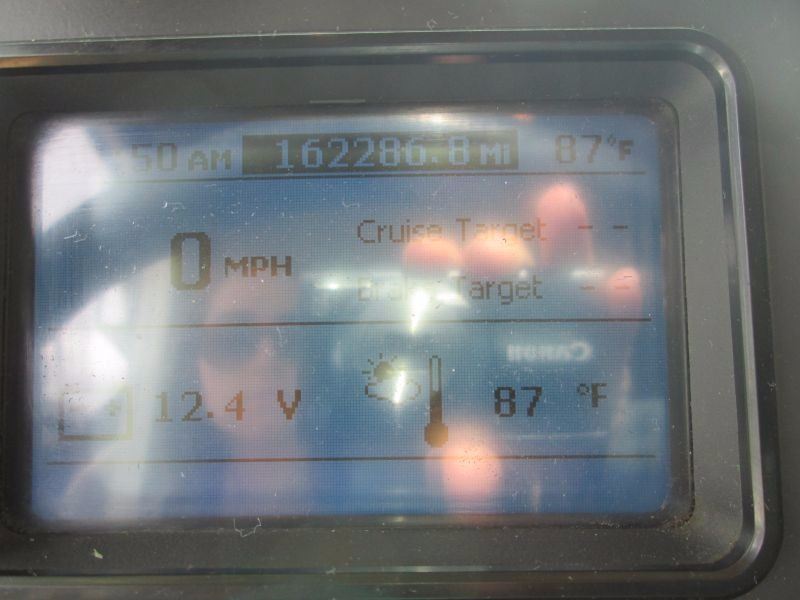 :50 AM 162286.8 MI 87°F
0 MPH
Cruise Target - -
Brake Target - -
12.4 V
87 °F